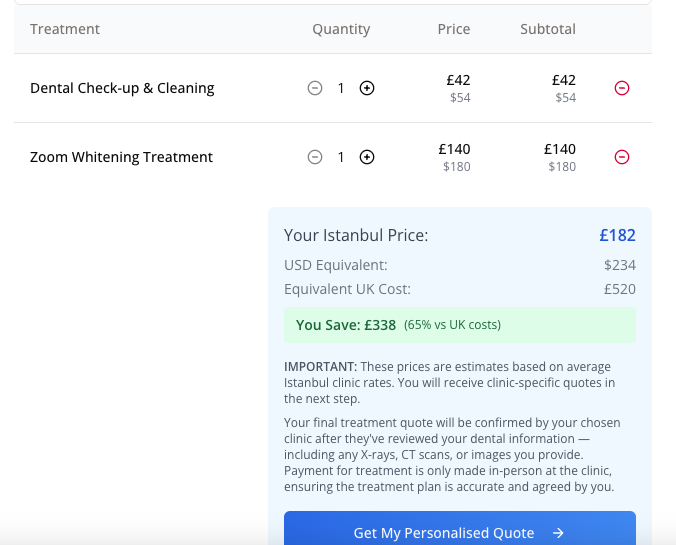 Treatment Quantity Price Subtotal
Dental Check-up & Cleaning 1 £42 £42
$54 $54
Zoom Whitening Treatment 1 £140 £140
$180 $180
Your Istanbul Price: £182
USD Equivalent: $234
Equivalent UK Cost: £520
You Save: £338 (65% vs UK costs)
IMPORTANT: These prices are estimates based on average
Istanbul clinic rates. You will receive clinic-specific quotes in
the next step.
Your final treatment quote will be confirmed by your chosen
clinic after they've reviewed your dental information —
including any X-rays, CT scans, or images you provide.
Payment for treatment is only made in-person at the clinic,
ensuring the treatment plan is accurate and agreed by you.
Get My Personalised Quote →